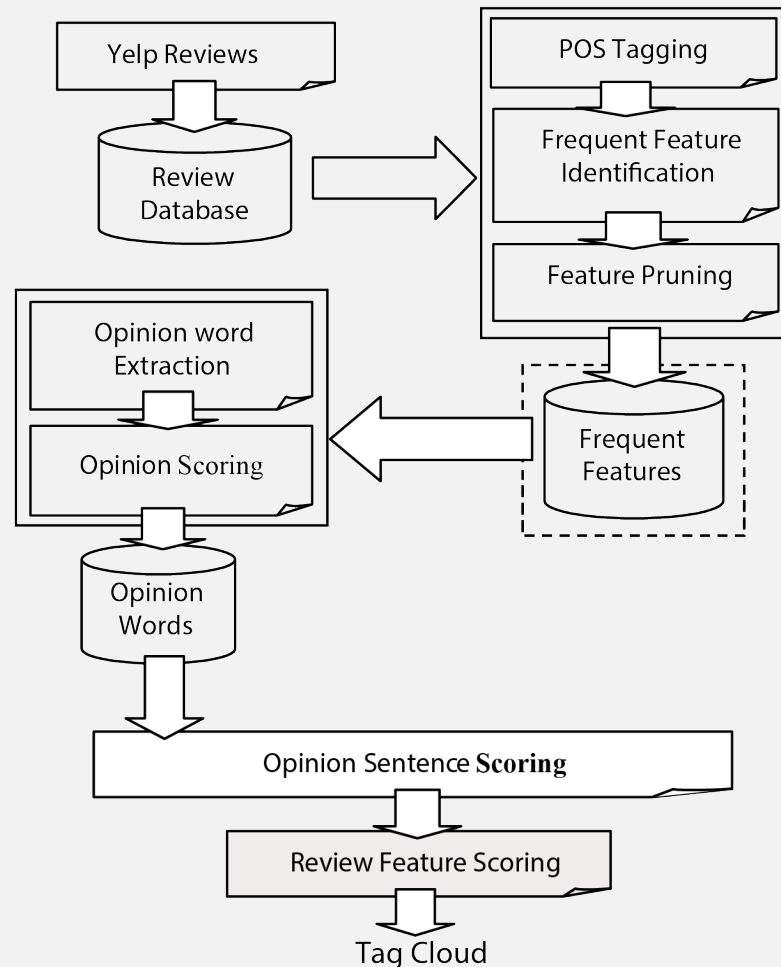 Yelp Reviews
Review
Database
POS Tagging
Frequent Feature
Identification
Feature Pruning
Frequent
Features
Opinion word
Extraction
Opinion Scoring
Opinion
Words
Opinion Sentence Scoring
Review Feature Scoring
Tag Cloud